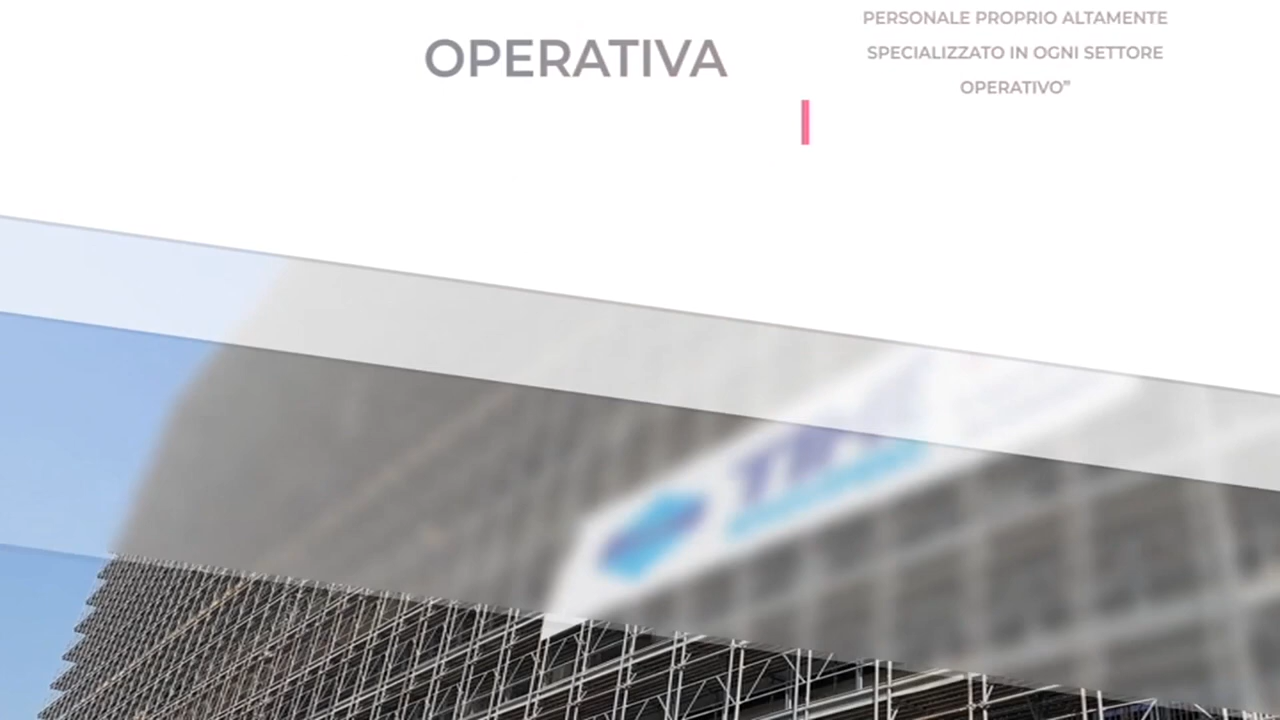 OPERATIVA
PERSONALE PROPRIO ALTAMENTE
SPECIALIZZATO IN OGNI SETTORE
OPERATIVO”